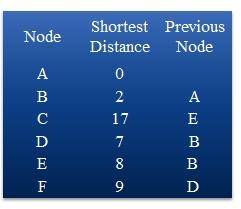 Node Shortest Distance Previous Node
A 0
B 2 A
C 17 E
D 7 B
E 8 B
F 9 D